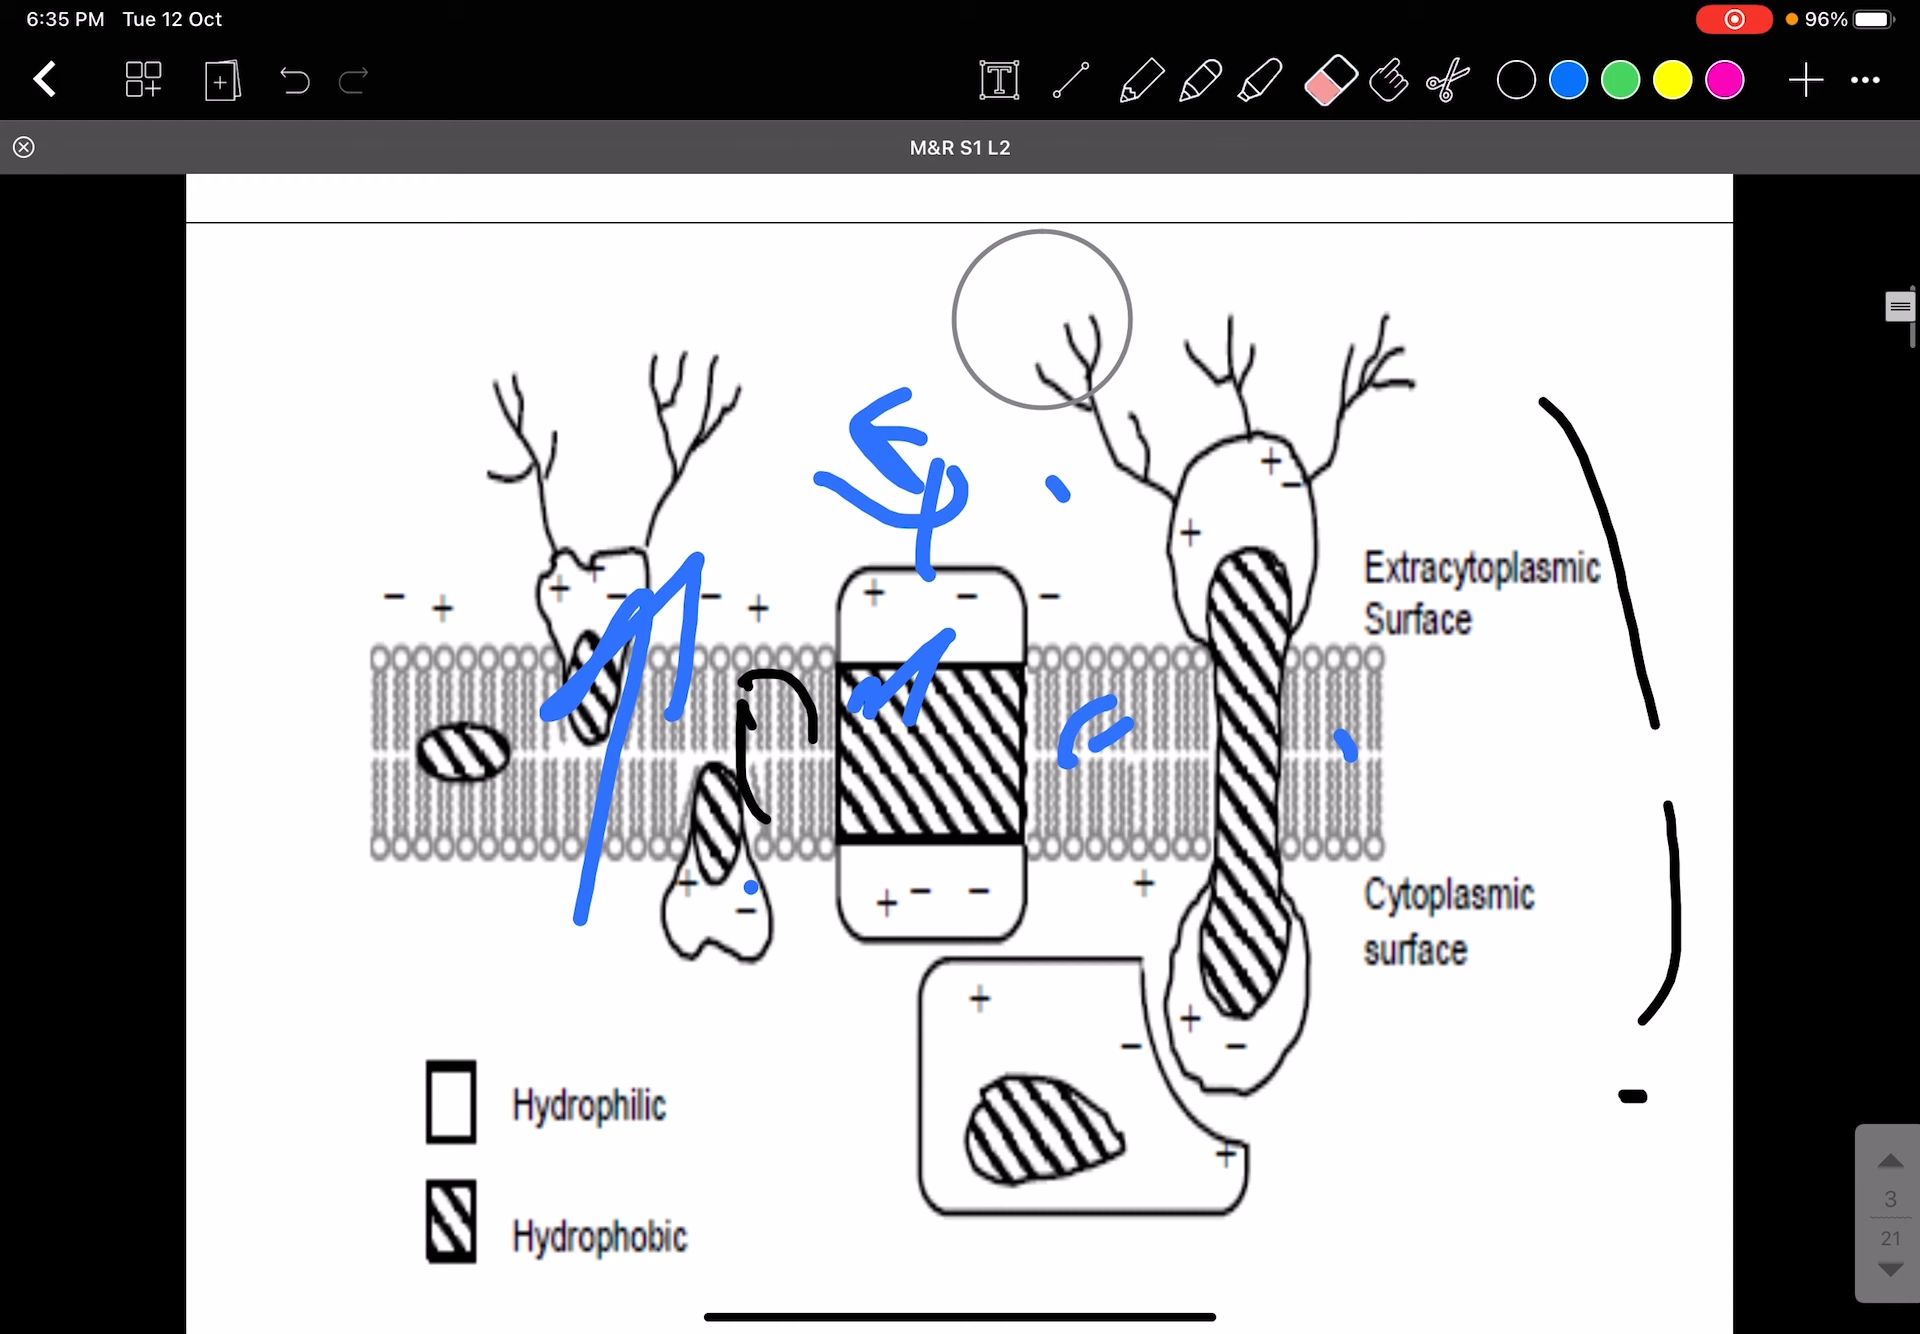 6:35 PM Tue 12 Oct
96%
T
M&R S1 L2
+
-
+
+ + -
- +
- +
+ - -
Extracytoplasmic
Surface
Cytoplasmic
surface
+
-
+ - -
+
+
-
+
-
+
Hydrophilic
Hydrophobic
3
21